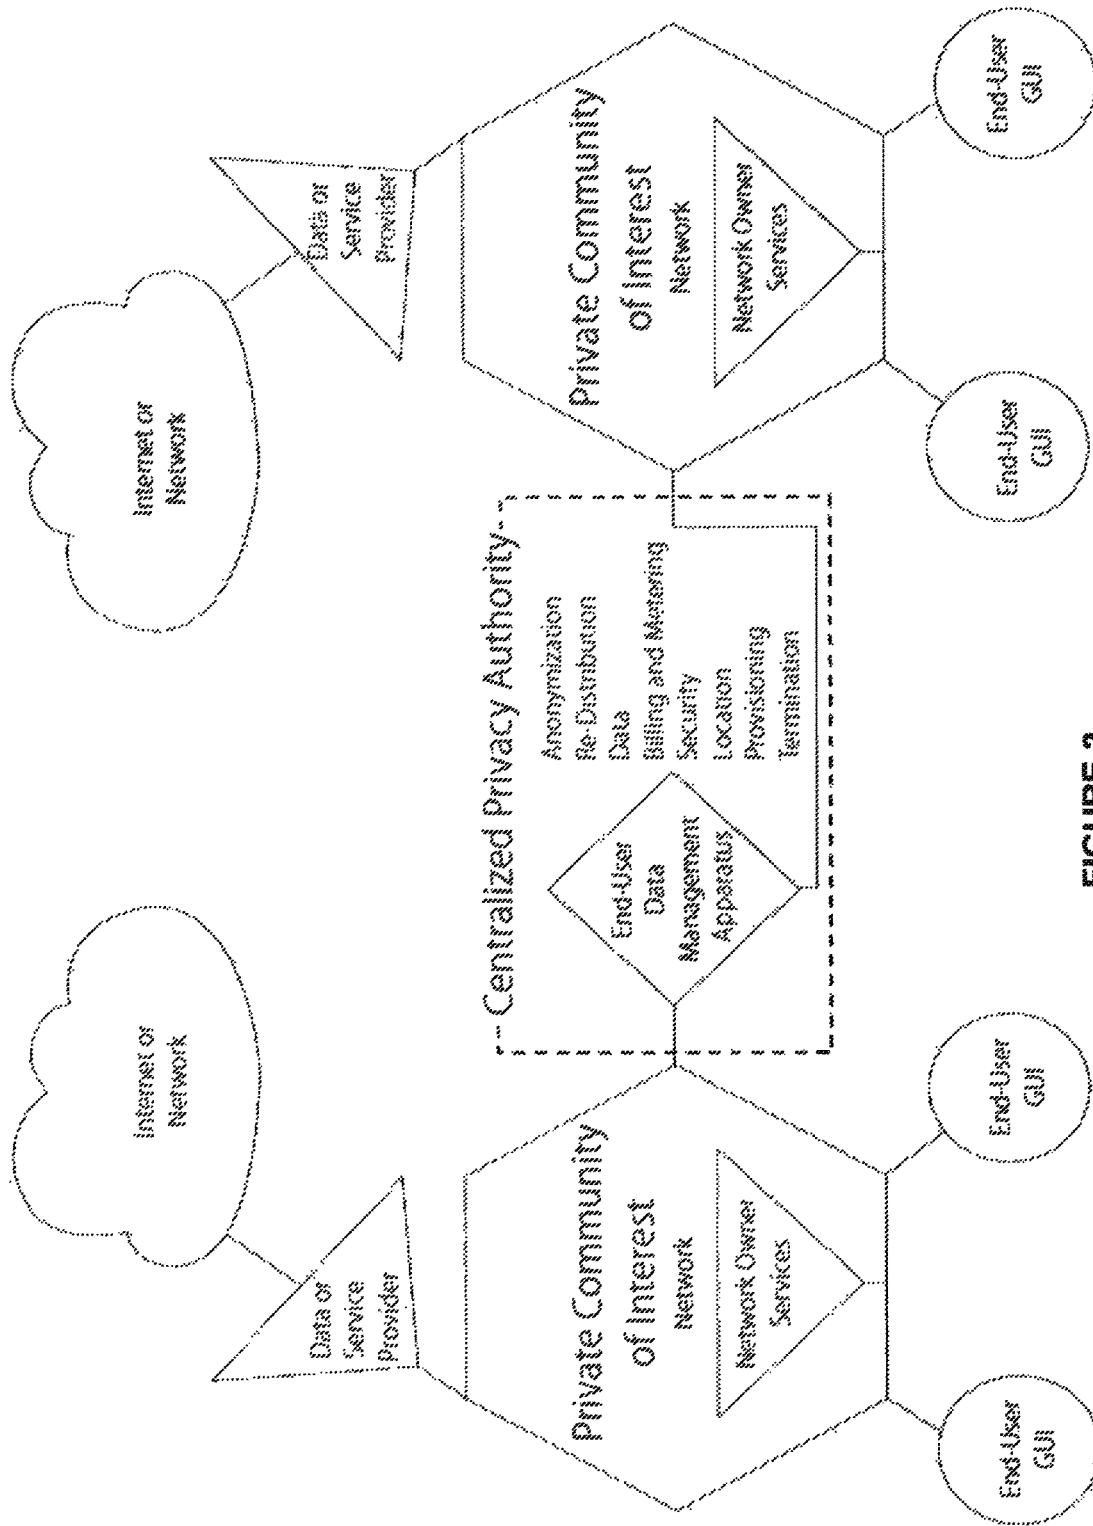 Internet or
Network
Internet or
Network
Data or
Service
Provider
Data or
Service
Provider
Centralized Privacy Authority
Private Community
of Interest
Network
Network Owner
Services
End-User
Data
Management
Apparatus
Anonymization
Re-Distribution
Data
Billing and Metering
Security
Location
Provisioning
Termination
Private Community
of Interest
Network
Network Owner
Services
End-User
GUI
End-User
GUI
End-User
GUI
End-User
GUI
FIGURE